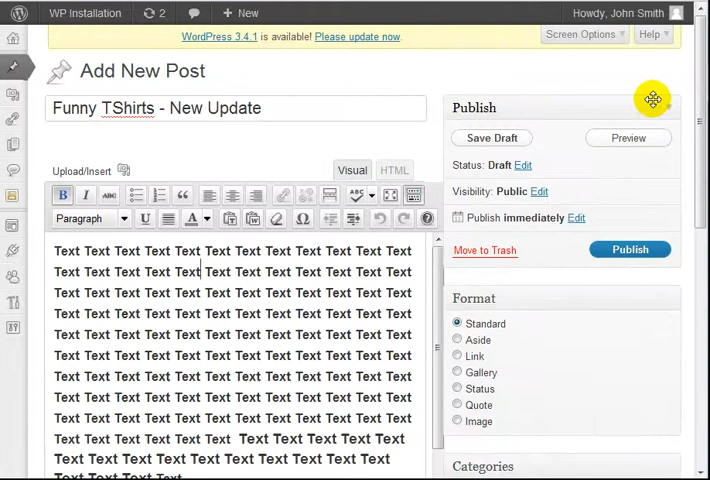 WP Installation 2 + New Howdy, John Smith
WordPress 3.4.1 is available! Please update now.
Screen Options Help
Add New Post
Funny TShirts - New Update
Publish
Save Draft Preview
Upload/Insert Visual HTML
Status: Draft Edit
B I ABC ABC
Visibility: Public Edit
Paragraph U A Ω ?
Publish immediately Edit
Move to Trash Publish
Text Text Text Text Text Text Text Text Text Text Text Text
Text Text Text Text Text Text Text Text Text Text Text Text
Text Text Text Text Text Text Text Text Text Text Text Text
Text Text Text Text Text Text Text Text Text Text Text Text
Text Text Text Text Text Text Text Text Text Text Text Text
Text Text Text Text Text Text Text Text Text Text Text Text
Text Text Text Text Text Text Text Text Text Text Text Text
Text Text Text Text Text Text Text Text Text Text Text Text
Text Text Text Text Text Text Text Text Text Text Text Text
Text Text Text Text Text Text Text Text Text Text Text
Text Text Text Text Text Text Text Text Text Text Text
Text Text Text Text
Format
Standard
Aside
Link
Gallery
Status
Quote
Image
Categories